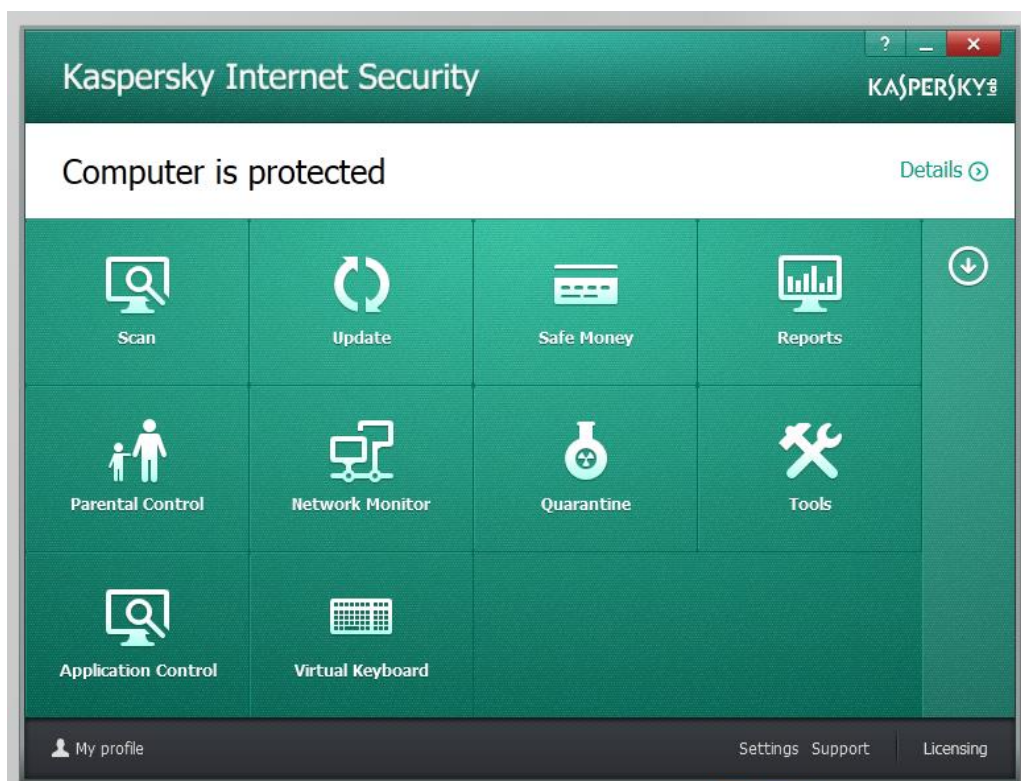 ?
Kaspersky Internet Security
KASPERSKY lab
Computer is protected
Details
Scan
Update
Safe Money
Reports
Parental Control
Network Monitor
Quarantine
Tools
Application Control
Virtual Keyboard
My profile
Settings Support
Licensing